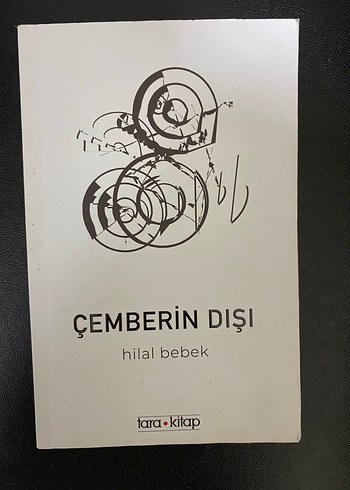 ÇEMBERİN DIŞI
hilal bebek
tara • kitap